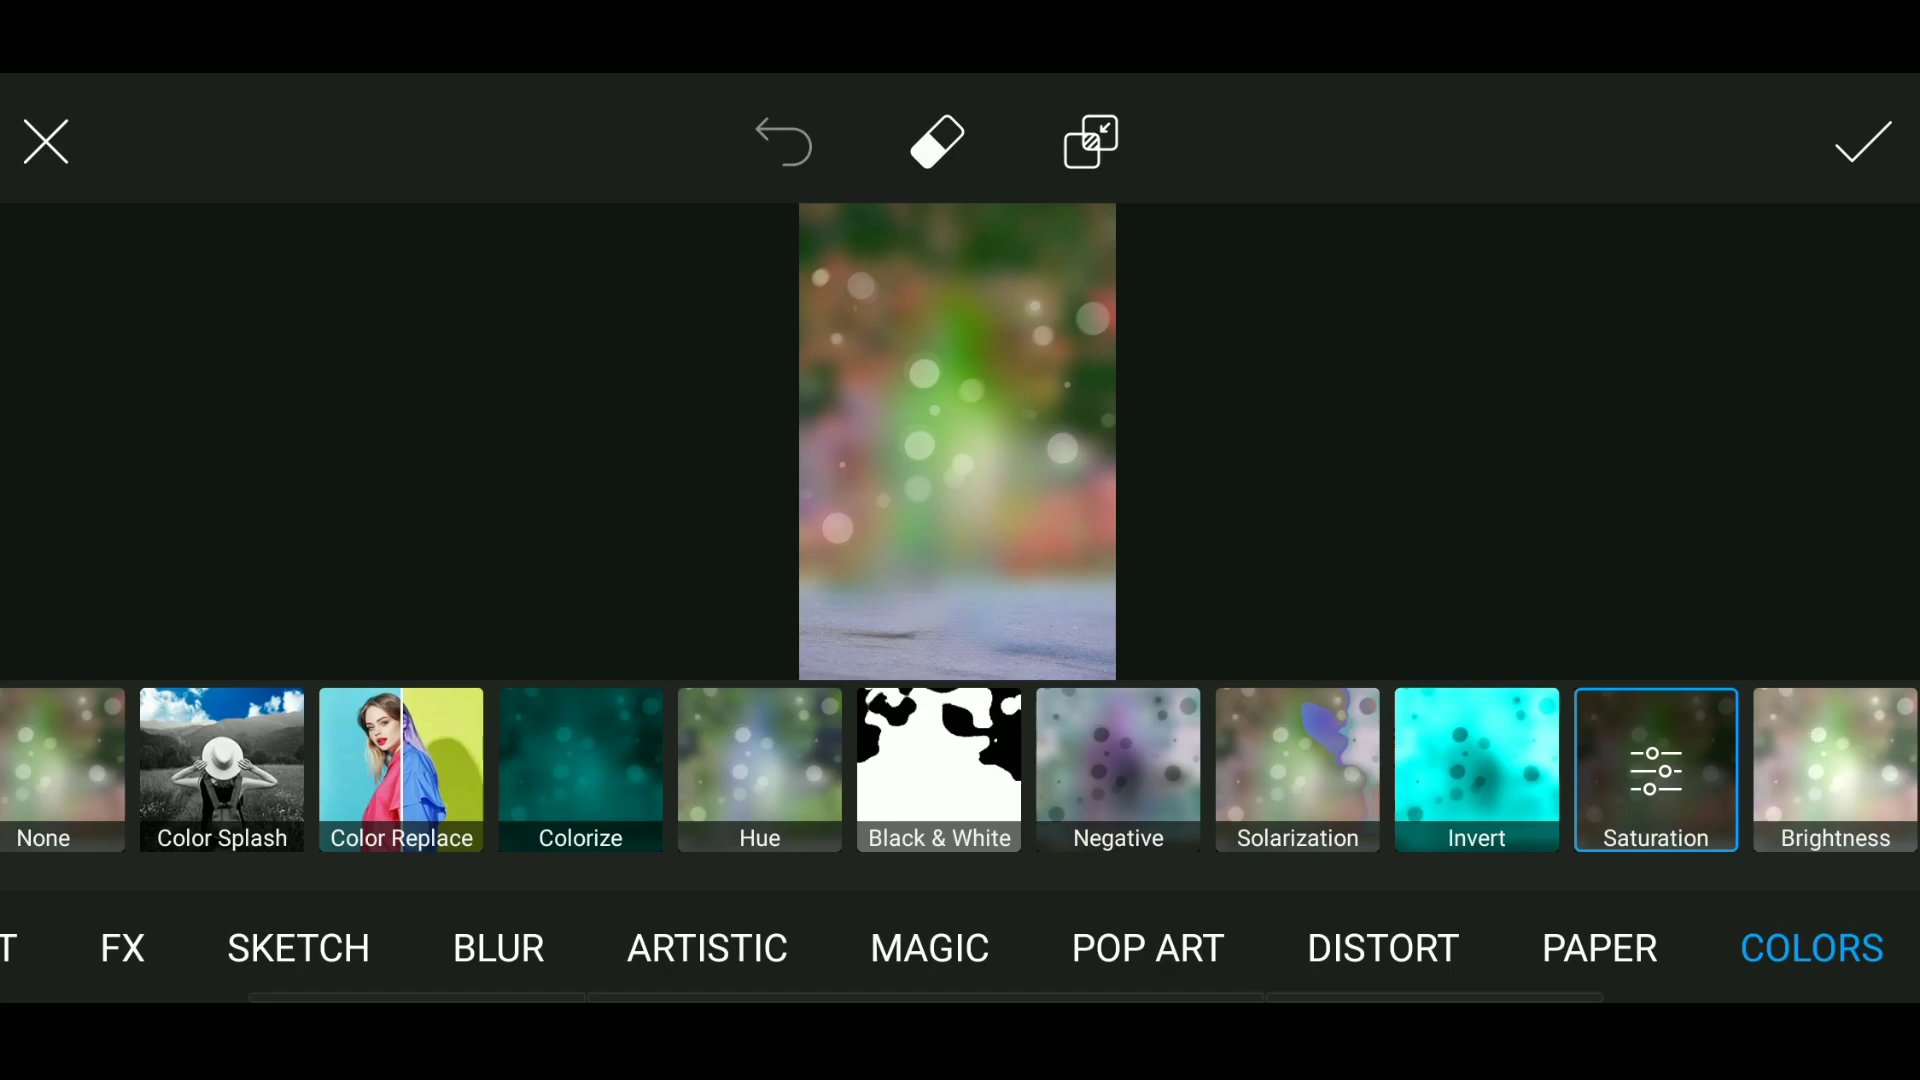 None
Color Splash
Color Replace
Colorize
Hue
Black & White
Negative
Solarization
Invert
Saturation
Brightness
T
FX
SKETCH
BLUR
ARTISTIC
MAGIC
POP ART
DISTORT
PAPER
COLORS